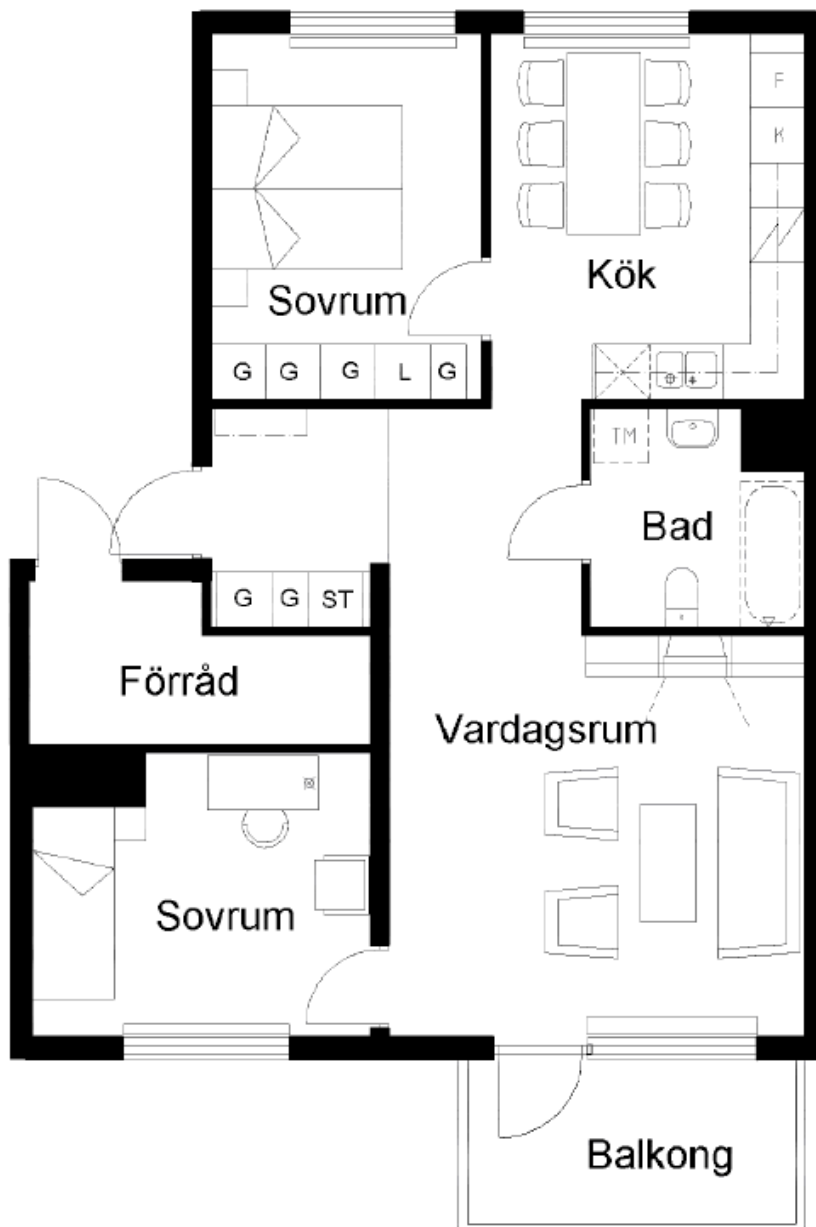 F
K
Kök
Sovrum
G G G L G
TM
Bad
G G ST
Förråd
Vardagsrum
Sovrum
Balkong